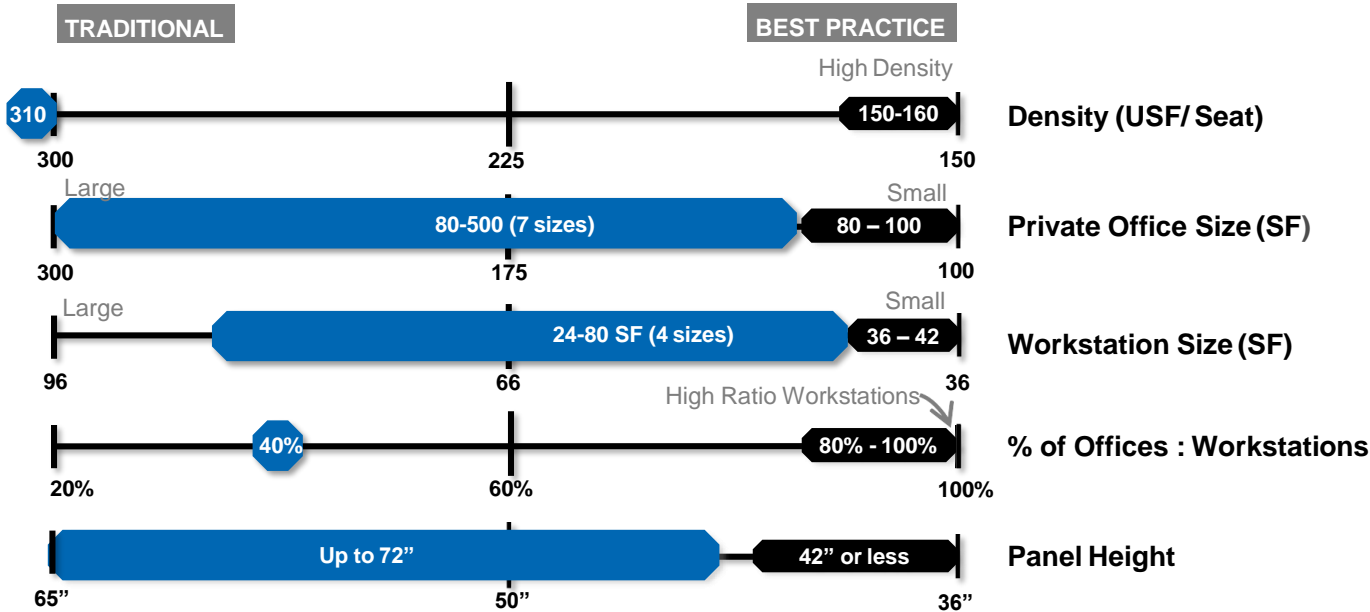 TRADITIONAL
BEST PRACTICE
High Density
310
150-160
Density (USF/ Seat)
300
225
150
Large
Small
80-500 (7 sizes)
80 – 100
Private Office Size (SF)
300
175
100
Large
Small
24-80 SF (4 sizes)
36 – 42
Workstation Size (SF)
96
66
36
High Ratio Workstations
40%
80% - 100%
% of Offices : Workstations
20%
60%
100%
Up to 72”
42” or less
Panel Height
65”
50”
36”